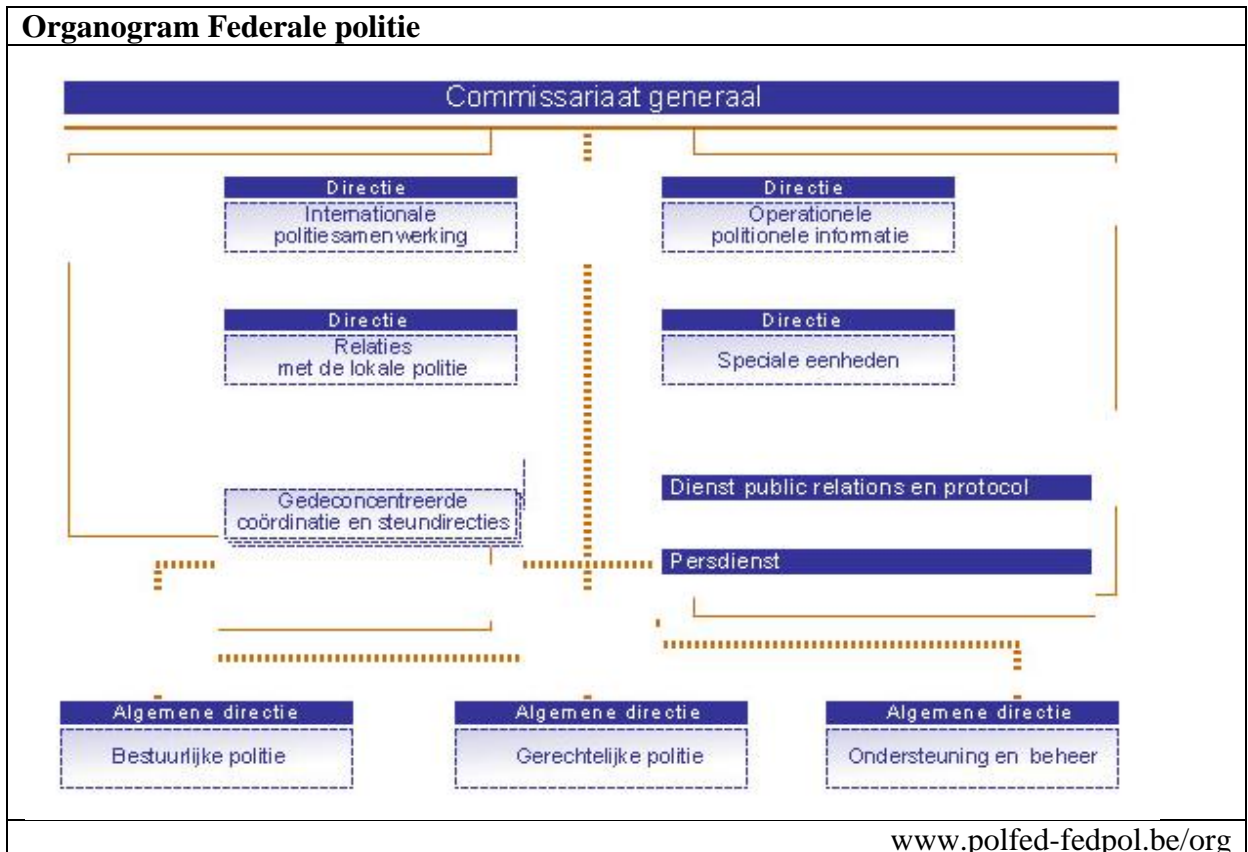 Organogram Federale politie
Commissariaat generaal
Directie
Internationale
politiesamenwerking
Directie
Operationele
politionele informatie
Directie
Relaties
met de lokale politie
Directie
Speciale eenheden
Gedeconcentreerde
coördinatie en steundirecties
Dienst public relations en protocol
Persdienst
Algemene directie
Bestuurlijke politie
Algemene directie
Gerechtelijke politie
Algemene directie
Ondersteuning en beheer
www.polfed-fedpol.be/org